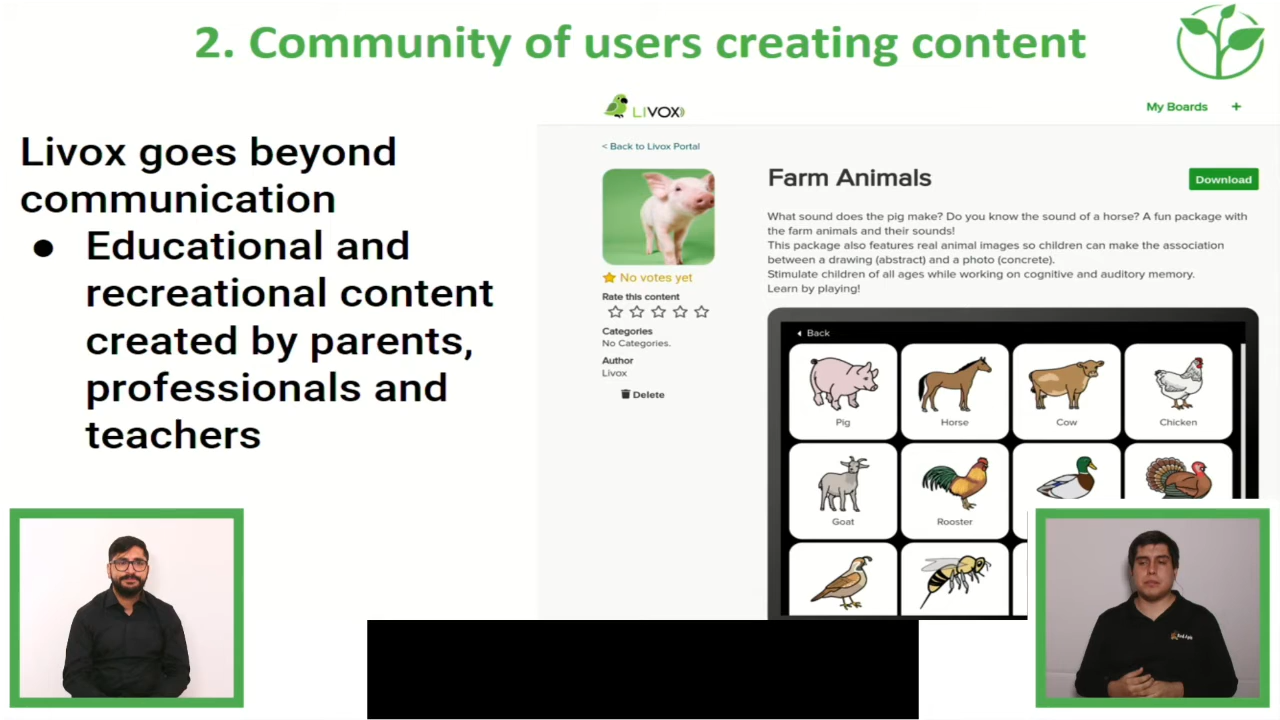 2. Community of users creating content
Livox goes beyond
communication
● Educational and
recreational content
created by parents,
professionals and
teachers
LIVOX
My Boards +
< Back to Livox Portal
Farm Animals
Download
What sound does the pig make? Do you know the sound of a horse? A fun package with
the farm animals and their sounds!
This package also features real animal images so children can make the association
between a drawing (abstract) and a photo (concrete).
Stimulate children of all ages while working on cognitive and auditory memory.
Learn by playing!
No votes yet
Rate this content
Categories
No Categories.
Author
Livox
Delete
Back
Pig
Horse
Cow
Chicken
Goat
Rooster